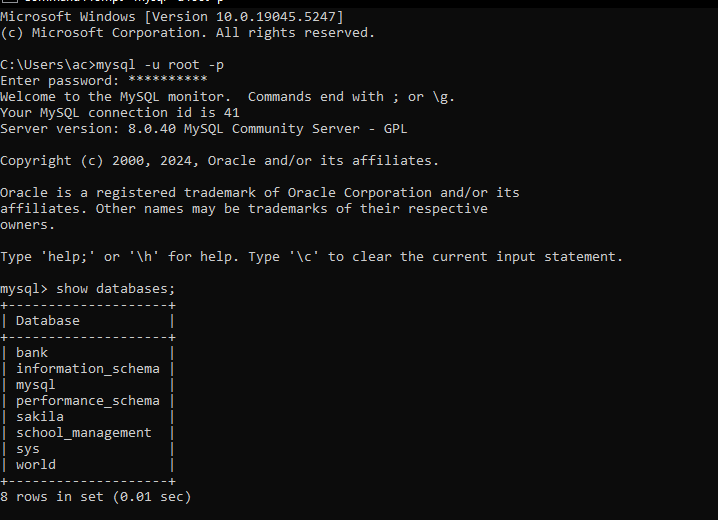 Microsoft Windows [Version 10.0.19045.5247]
(c) Microsoft Corporation. All rights reserved.
C:\Users\ac>mysql -u root -p
Enter password: **********
Welcome to the MySQL monitor.  Commands end with ; or \g.
Your MySQL connection id is 41
Server version: 8.0.40 MySQL Community Server - GPL
Copyright (c) 2000, 2024, Oracle and/or its affiliates.
Oracle is a registered trademark of Oracle Corporation and/or its
affiliates. Other names may be trademarks of their respective
owners.
Type 'help;' or '\h' for help. Type '\c' to clear the current input statement.
mysql> show databases;
+--------------------+
| Database           |
+--------------------+
| bank               |
| information_schema |
| mysql              |
| performance_schema |
| sakila             |
| school_management  |
| sys                |
| world              |
+--------------------+
8 rows in set (0.01 sec)